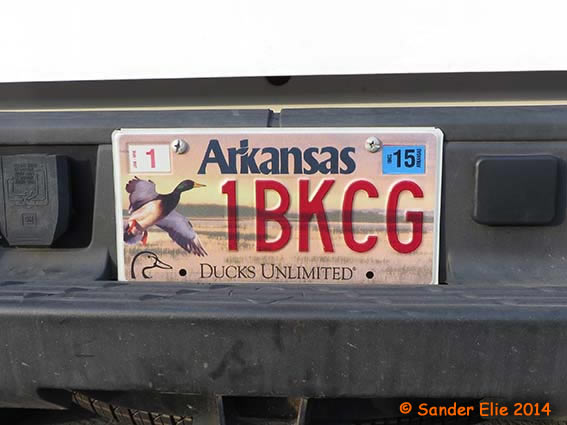 1
Arkansas
15
1BKCG
DUCKS UNLIMITED®
© Sander Elie 2014